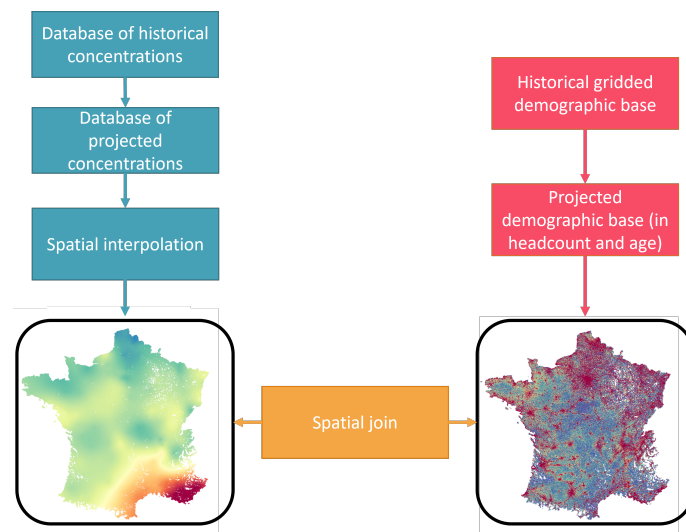 Database of historical
concentrations
Database of
projected
concentrations
Spatial interpolation
Historical gridded
demographic base
Projected
demographic base (in
headcount and age)
Spatial join